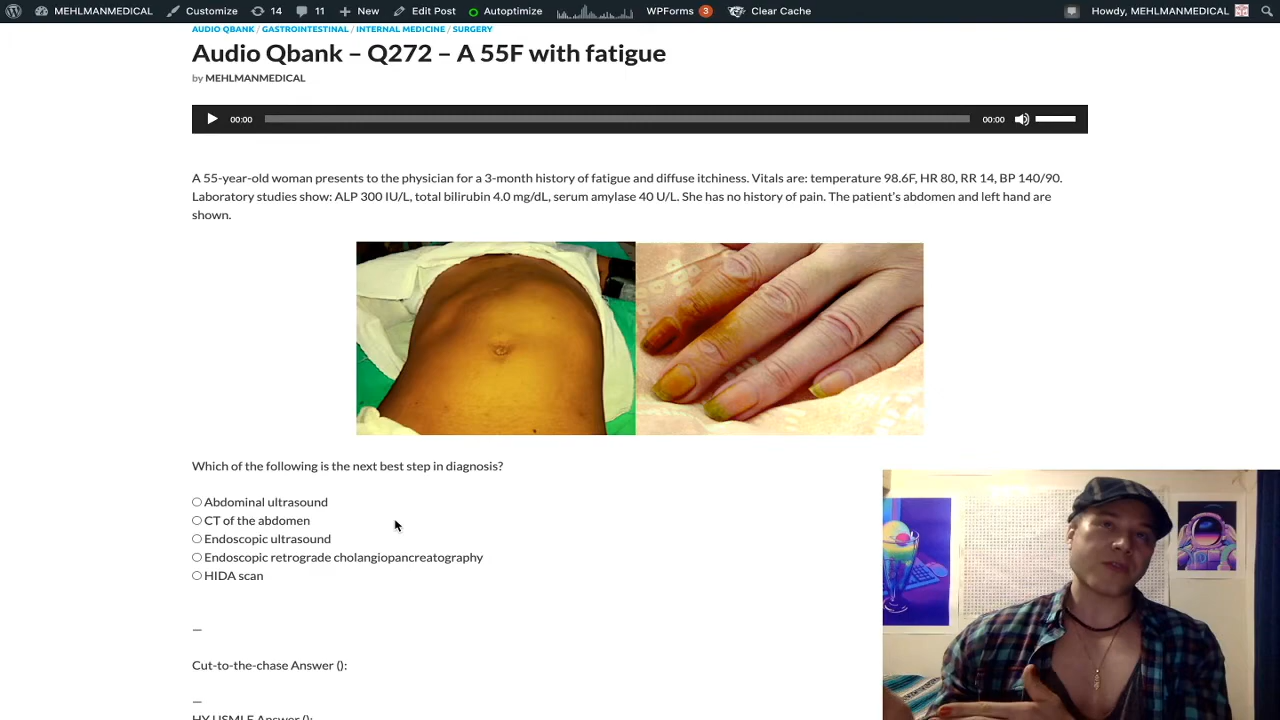 MEHLMANMEDICAL Customize 14 11 New Edit Post Autoptimize WPForms 3 Clear Cache Howdy, MEHLMANMEDICAL
AUDIO QBANK / GASTROINTESTINAL / INTERNAL MEDICINE / SURGERY
Audio Qbank – Q272 – A 55F with fatigue
by MEHLMANMEDICAL
00:00 00:00
A 55-year-old woman presents to the physician for a 3-month history of fatigue and diffuse itchiness. Vitals are: temperature 98.6F, HR 80, RR 14, BP 140/90.
Laboratory studies show: ALP 300 IU/L, total bilirubin 4.0 mg/dL, serum amylase 40 U/L. She has no history of pain. The patient's abdomen and left hand are
shown.
Which of the following is the next best step in diagnosis?
Abdominal ultrasound
CT of the abdomen
Endoscopic ultrasound
Endoscopic retrograde cholangiopancreatography
HIDA scan
—
Cut-to-the-chase Answer ():
—
HY USMLE Answer ():